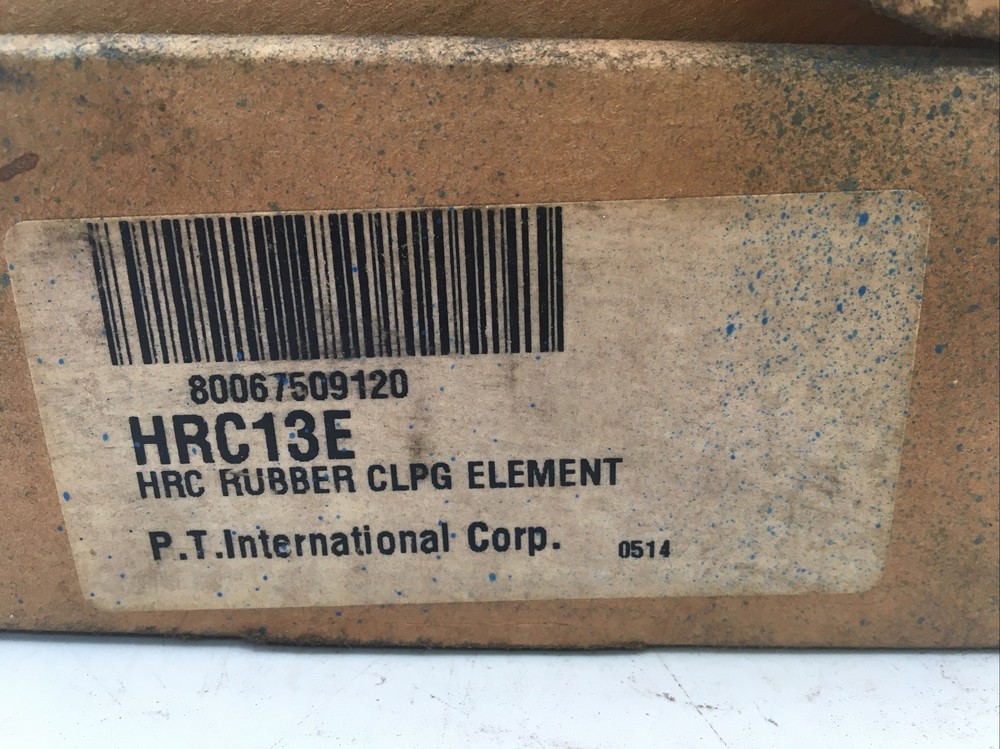 80067509120
HRC13E
HRC RUBBER CLPG ELEMENT
P.T.International Corp. 0514